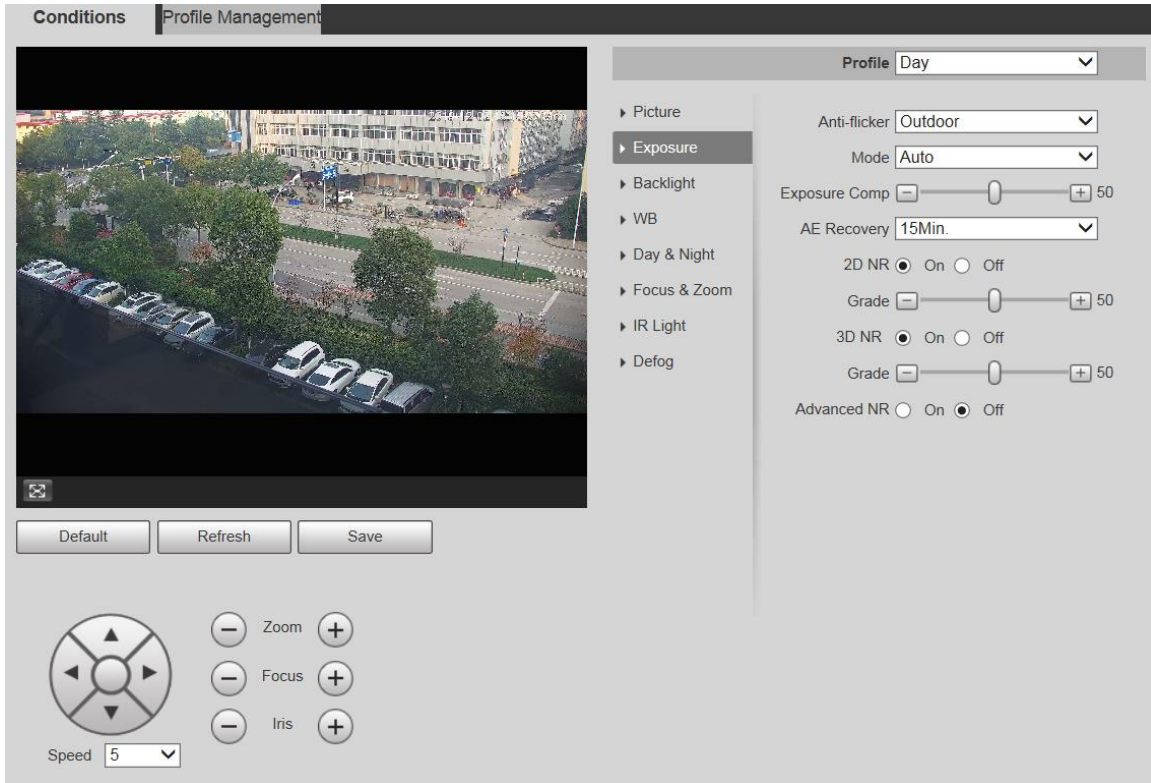 Conditions Profile Management
Profile Day
Picture
Exposure
Backlight
WB
Day & Night
Focus & Zoom
IR Light
Defog
Anti-flicker Outdoor
Mode Auto
Exposure Comp 50
AE Recovery 15Min.
2D NR On Off
Grade 50
3D NR On Off
Grade 50
Advanced NR On Off
Default Refresh Save
Zoom
Focus
Iris
Speed 5